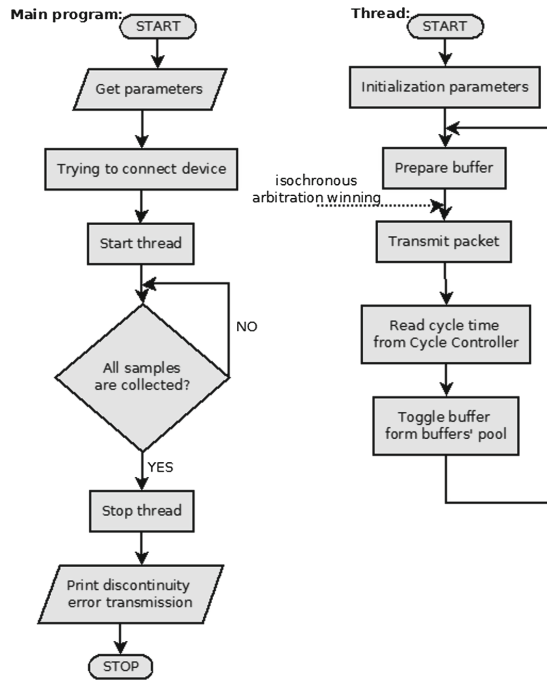 Main program:
START
Get parameters
Trying to connect device
Start thread
All samples
are collected?
NO
YES
Stop thread
Print discontinuity
error transmission
STOP
Thread:
START
Initialization parameters
Prepare buffer
isochronous
arbitration winning
Transmit packet
Read cycle time
from Cycle Controller
Toggle buffer
form buffers' pool